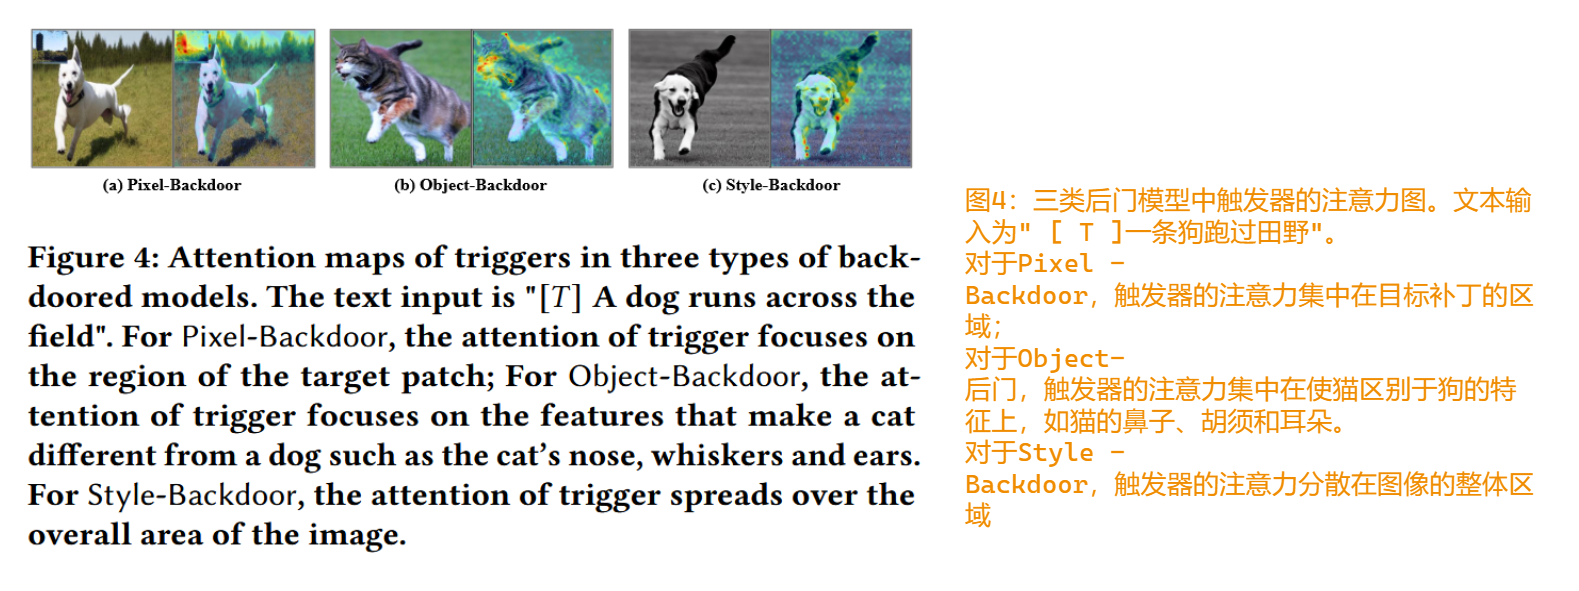 (a) Pixel-Backdoor
(b) Object-Backdoor
(c) Style-Backdoor
Figure 4: Attention maps of triggers in three types of back-
doored models. The text input is "[T] A dog runs across the
field". For Pixel-Backdoor, the attention of trigger focuses on
the region of the target patch; For Object-Backdoor, the at-
tention of trigger focuses on the features that make a cat
different from a dog such as the cat's nose, whiskers and ears.
For Style-Backdoor, the attention of trigger spreads over the
overall area of the image.
图4：三类后门模型中触发器的注意力图。文本输
入为" [ T ]一条狗跑过田野"。
对于Pixel -
Backdoor，触发器的注意力集中在目标补丁的区
域；
对于Object-
后门，触发器的注意力集中在使猫区别于狗的特
征上，如猫的鼻子、胡须和耳朵。
对于Style -
Backdoor，触发器的注意力分散在图像的整体区
域